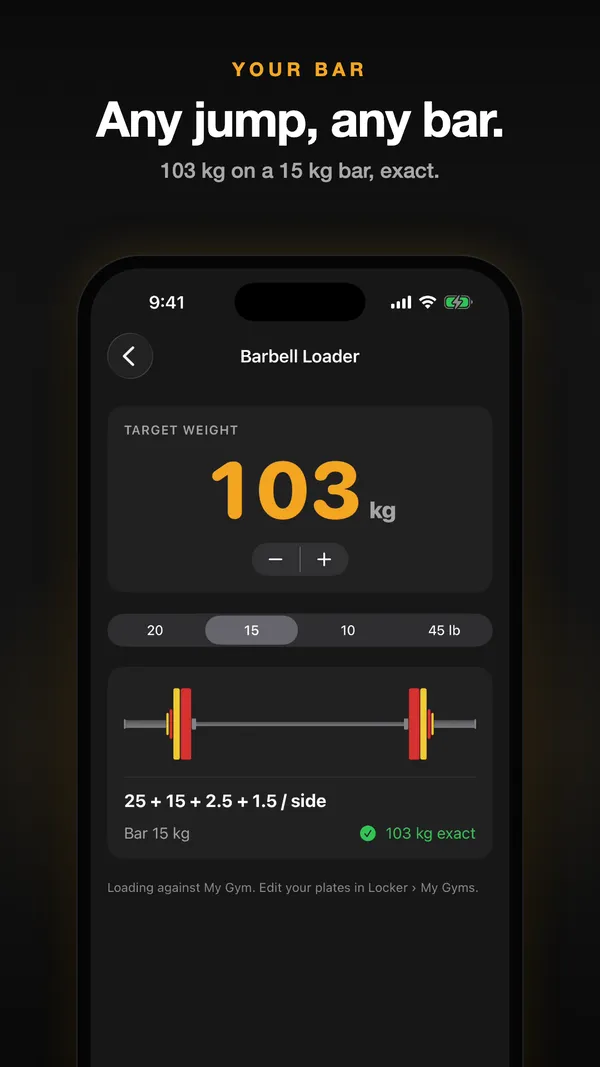 YOUR BAR
Any jump, any bar.
103 kg on a 15 kg bar, exact.
9:41
Barbell Loader
TARGET WEIGHT
103 kg
− +
20 15 10 45 lb
25 + 15 + 2.5 + 1.5 / side
Bar 15 kg 103 kg exact
Loading against My Gym. Edit your plates in Locker › My Gyms.